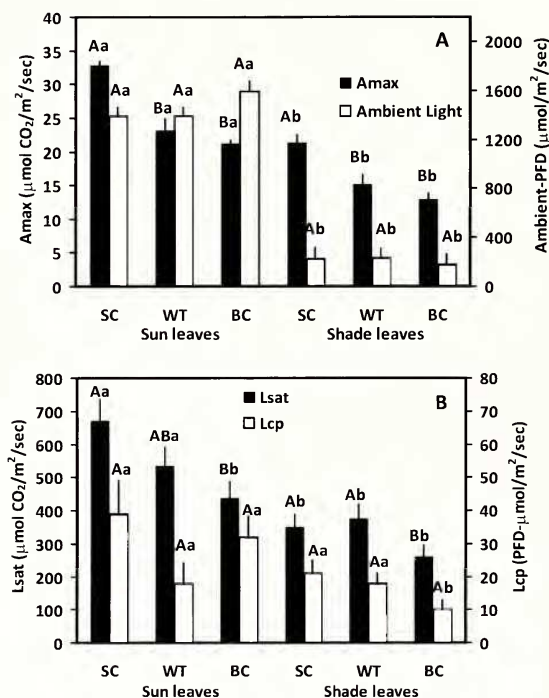 A
Amax
Ambient Light
Aa
Aa
Ba
Aa
Ba
Aa
Ab
Ab
Bb
Ab
Bb
Ab
40
35
30
25
20
15
10
5
0
2000
1600
1200
800
400
0
Amax (µmol CO₂/m²/sec)
Ambient-PFD (µmol/m²/sec)
SC WT BC SC WT BC
Sun leaves Shade leaves
B
Lsat
Lcp
Aa
Aa
ABa
Aa
Bb
Aa
Ab
Aa
Ab
Aa
Bb
Ab
800
700
600
500
400
300
200
100
0
80
70
60
50
40
30
20
10
0
Lsat (µmol CO₂/m²/sec)
Lcp (PFD-µmol/m²/sec)
SC WT BC SC WT BC
Sun leaves Shade leaves